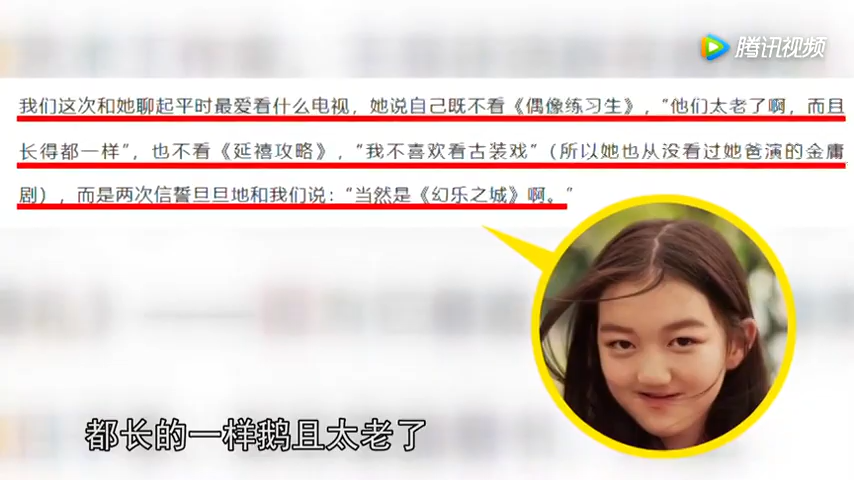 腾讯视频
我们这次和她聊起平时最爱看什么电视，她说自己既不看《偶像练习生》，“他们太老了啊，而且
长得都一样”，也不看《延禧攻略》，“我不喜欢看古装戏”（所以她也从没看过她爸演的金庸
剧），而是两次信誓旦旦地和我们说：“当然是《幻乐之城》啊。”
都长的一样鹅且太老了